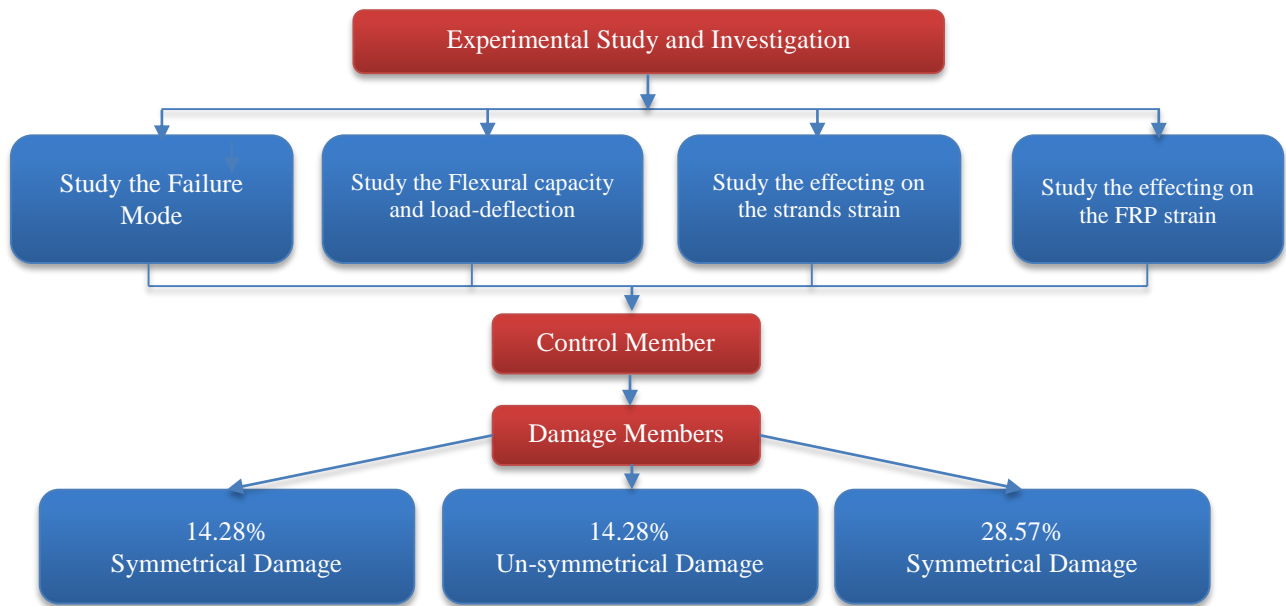 Experimental Study and Investigation
Study the Failure
Mode
Study the Flexural capacity
and load-deflection
Study the effecting on
the strands strain
Study the effecting on
the FRP strain
Control Member
Damage Members
14.28%
Symmetrical Damage
14.28%
Un-symmetrical Damage
28.57%
Symmetrical Damage